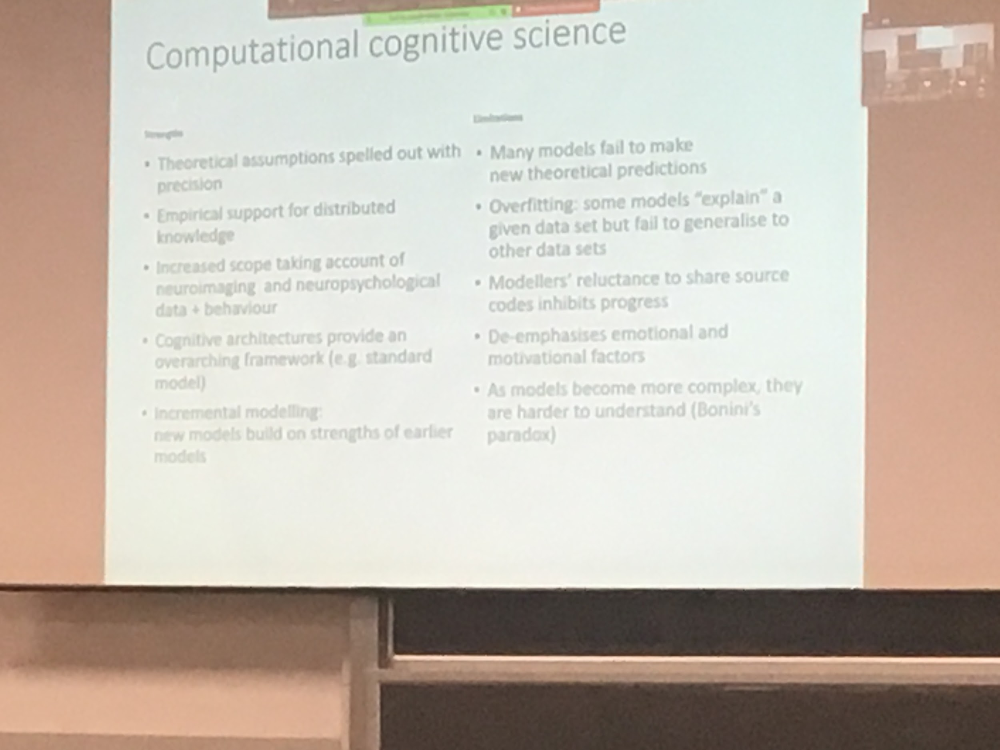 Computational cognitive science
Strengths
• Theoretical assumptions spelled out with
precision
• Empirical support for distributed
knowledge
• Increased scope taking account of
neuroimaging and neuropsychological
data + behaviour
• Cognitive architectures provide an
overarching framework (e.g. standard
model)
• Incremental modelling:
new models build on strengths of earlier
models
Limitations
• Many models fail to make
new theoretical predictions
• Overfitting: some models “explain” a
given data set but fail to generalise to
other data sets
• Modellers’ reluctance to share source
codes inhibits progress
• De-emphasises emotional and
motivational factors
• As models become more complex, they
are harder to understand (Bonini’s
paradox)